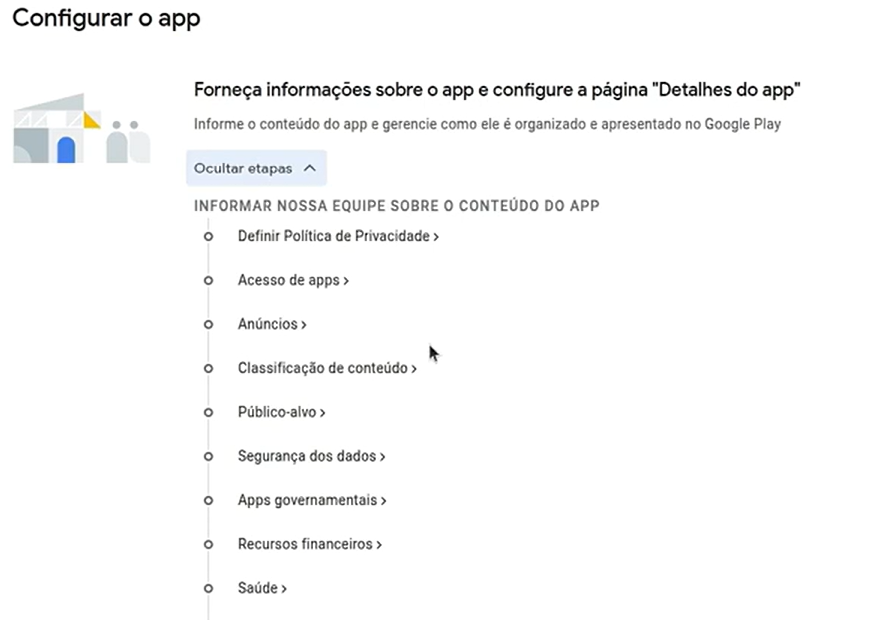 Configurar o app
Forneça informações sobre o app e configure a página "Detalhes do app"
Informe o conteúdo do app e gerencie como ele é organizado e apresentado no Google Play
Ocultar etapas
INFORMAR NOSSA EQUIPE SOBRE O CONTEÚDO DO APP
Definir Política de Privacidade >
Acesso de apps >
Anúncios >
Classificação de conteúdo >
Público-alvo >
Segurança dos dados >
Apps governamentais >
Recursos financeiros >
Saúde >